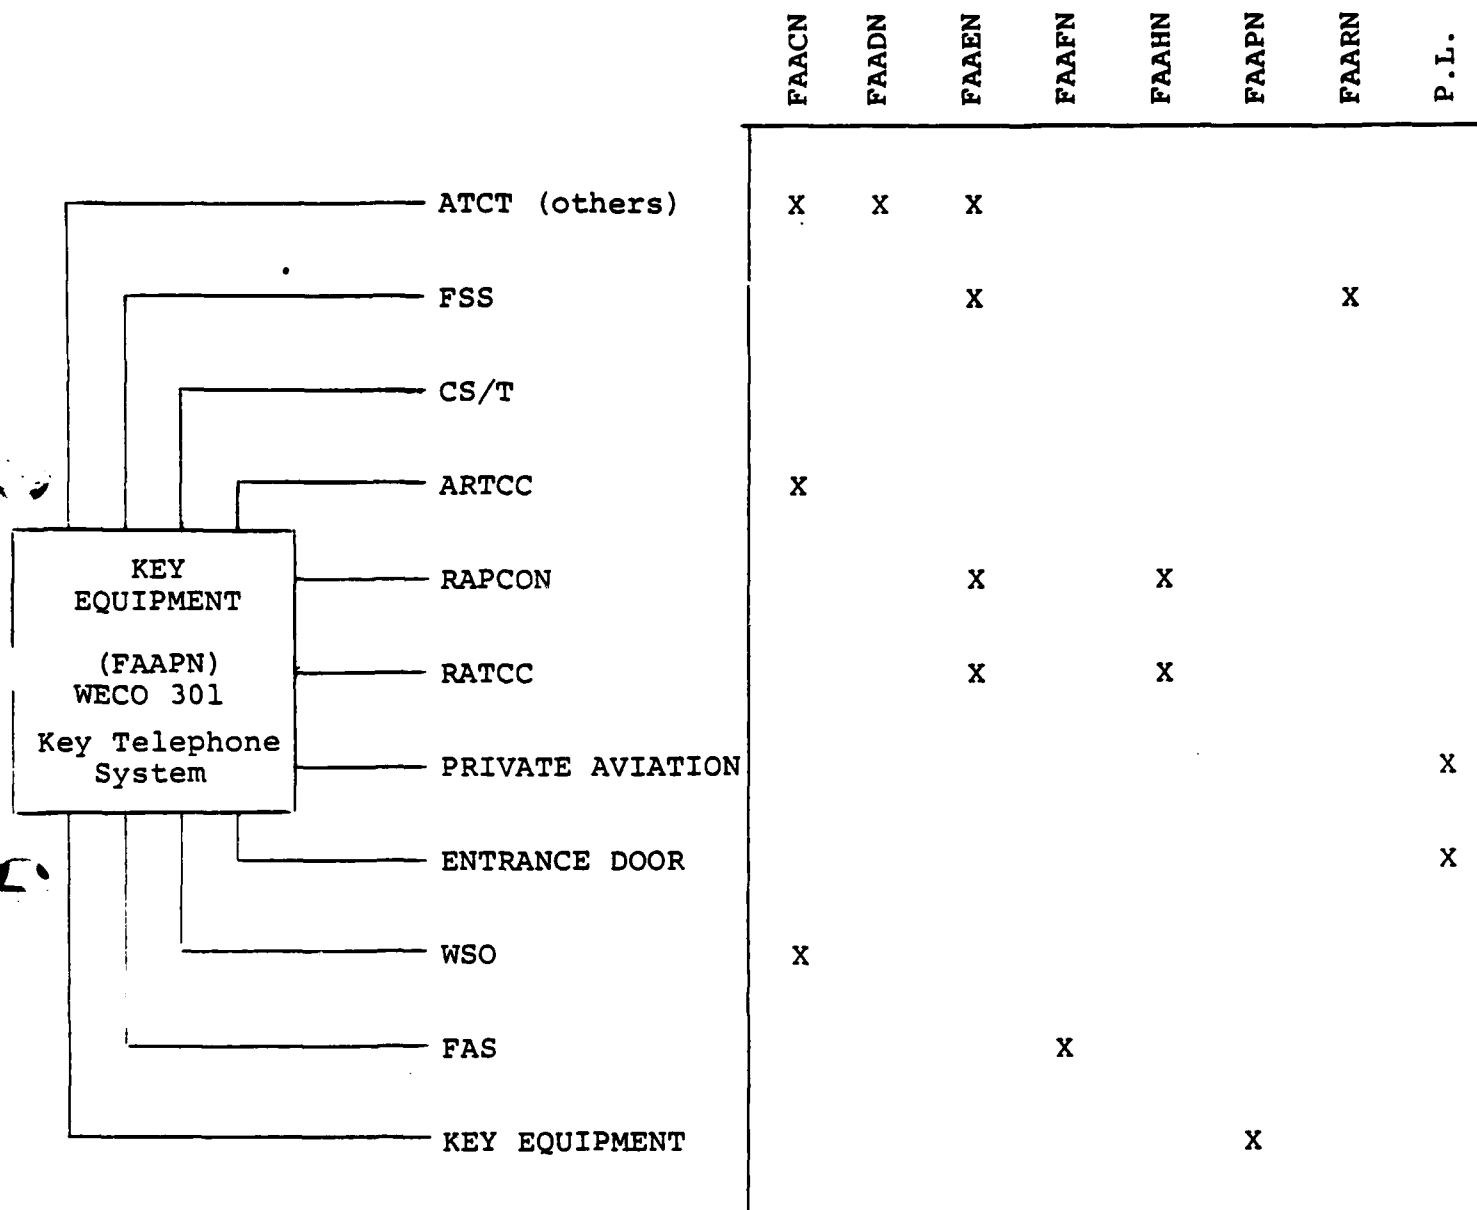 FAACN FAADN FAAEN FAAFN FAAHN FAAPN FAARN P.L.
ATCT (others) X X X
FSS X X
CS/T
ARTCC X
KEY
EQUIPMENT
(FAAPN)
WECO 301
Key Telephone
System
RAPCON X X
RATCC X X
PRIVATE AVIATION X
ENTRANCE DOOR X
WSO X
FAS X
KEY EQUIPMENT X